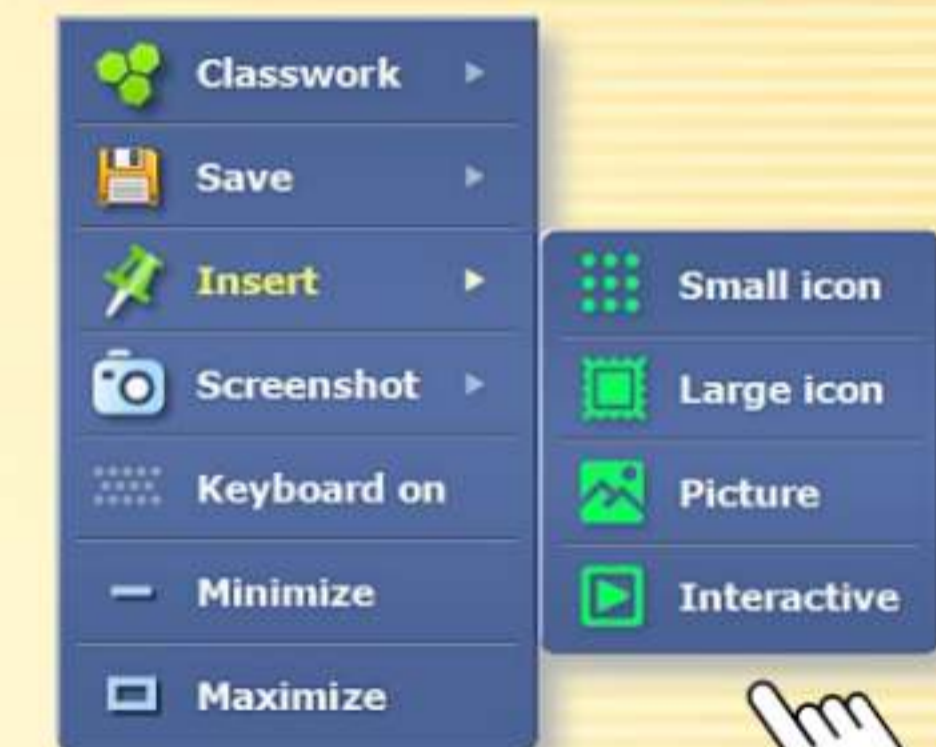 Classwork
Save
Insert
Screenshot
Keyboard on
Minimize
Maximize
Small icon
Large icon
Picture
Interactive